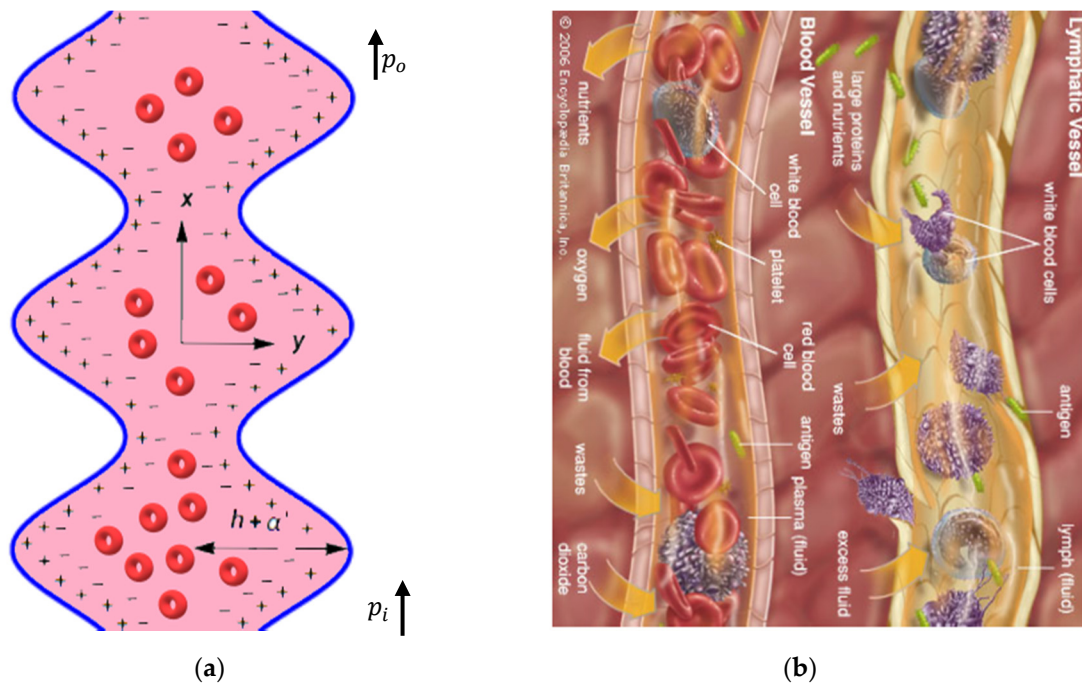 pₒ
x
y
h + a
pᵢ
(a)
© 2006 Encyclopædia Britannica, Inc.
nutrients
oxygen
fluid from
blood
wastes
carbon
dioxide
Blood Vessel
white blood
cell
platelet
red blood
cell
antigen
plasma (fluid)
large proteins
and nutrients
wastes
excess fluid
Lymphatic Vessel
white blood
cells
antigen
lymph (fluid)
(b)